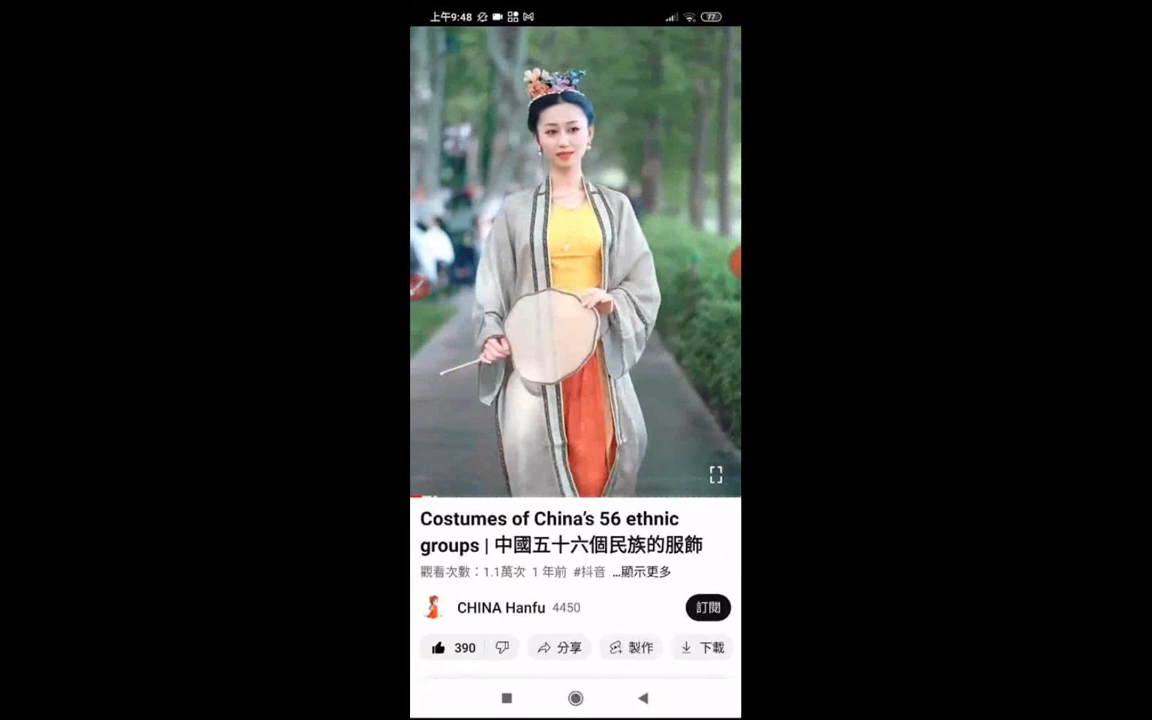 上午9:48
77
Costumes of China's 56 ethnic
groups | 中國五十六個民族的服飾
觀看次數：1.1萬次 1 年前 #抖音 ...顯示更多
CHINA Hanfu 4450
訂閱
390 分享 製作 下載